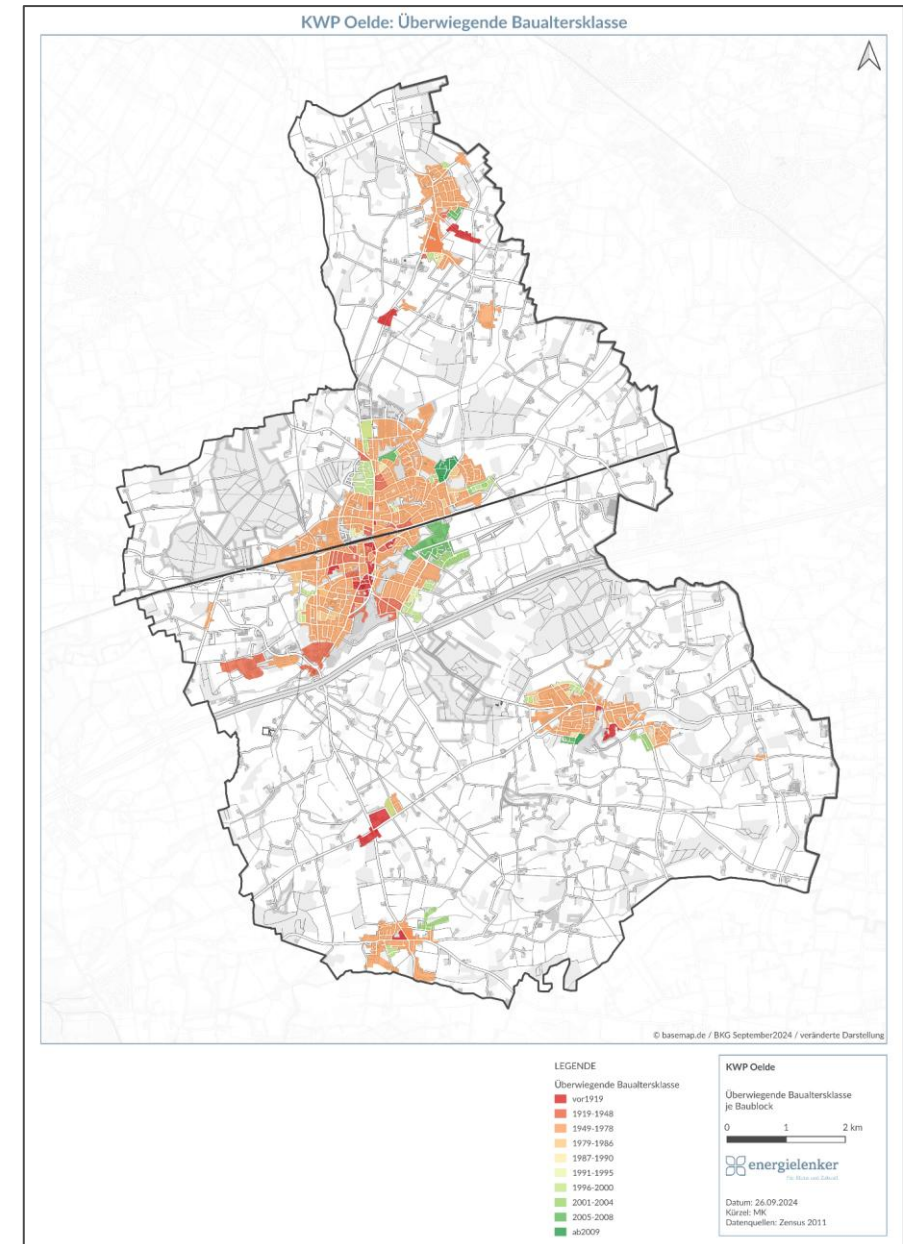 KWP Oelde: Überwiegende Baualtersklasse
© basemap.de / BKG September2024 / veränderte Darstellung
LEGENDE
Überwiegende Baualtersklasse
vor1919
1919-1948
1949-1978
1979-1986
1987-1990
1991-1995
1996-2000
2001-2004
2005-2008
ab2009
KWP Oelde
Überwiegende Baualtersklasse
je Baublock
0 1 2 km
energielenker
Datum: 26.09.2024
Kürzel: MK
Datenquellen: Zensus 2011